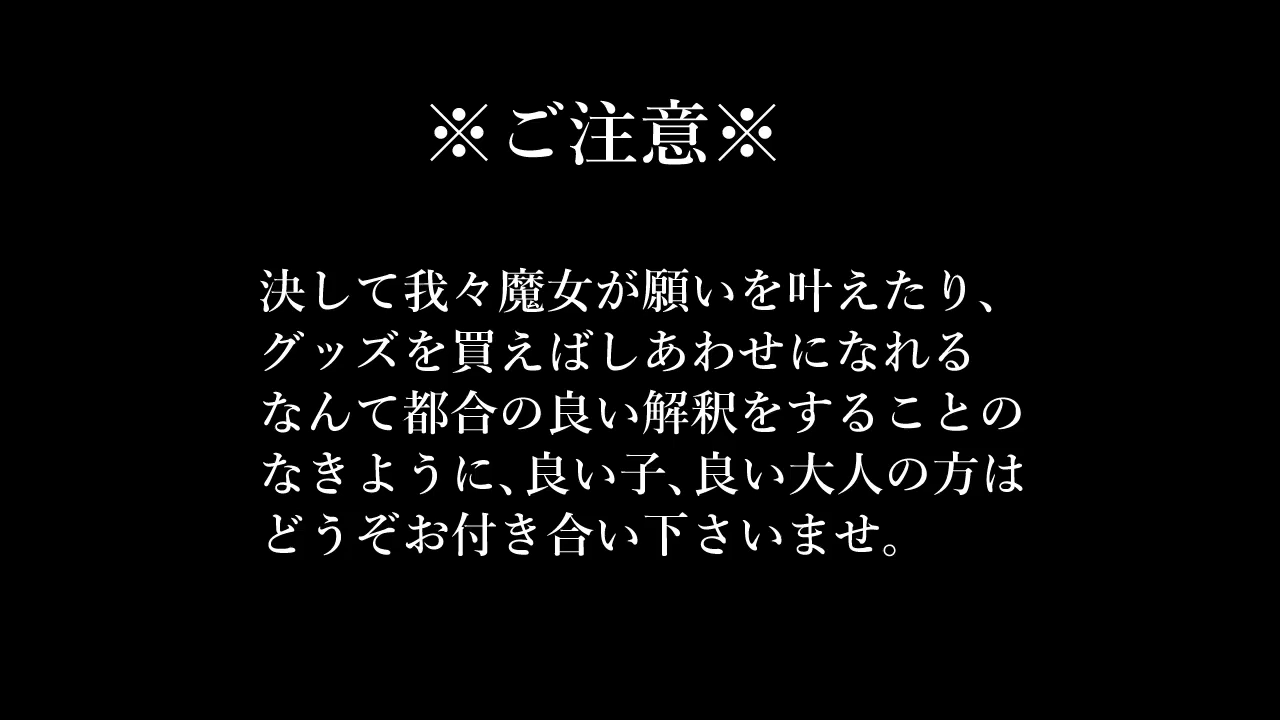 ※ご注意※
決して我々魔女が願いを叶えたり、
グッズを買えばしあわせになれる
なんて都合の良い解釈をすることの
なきように、良い子、良い大人の方は
どうぞお付き合い下さいませ。